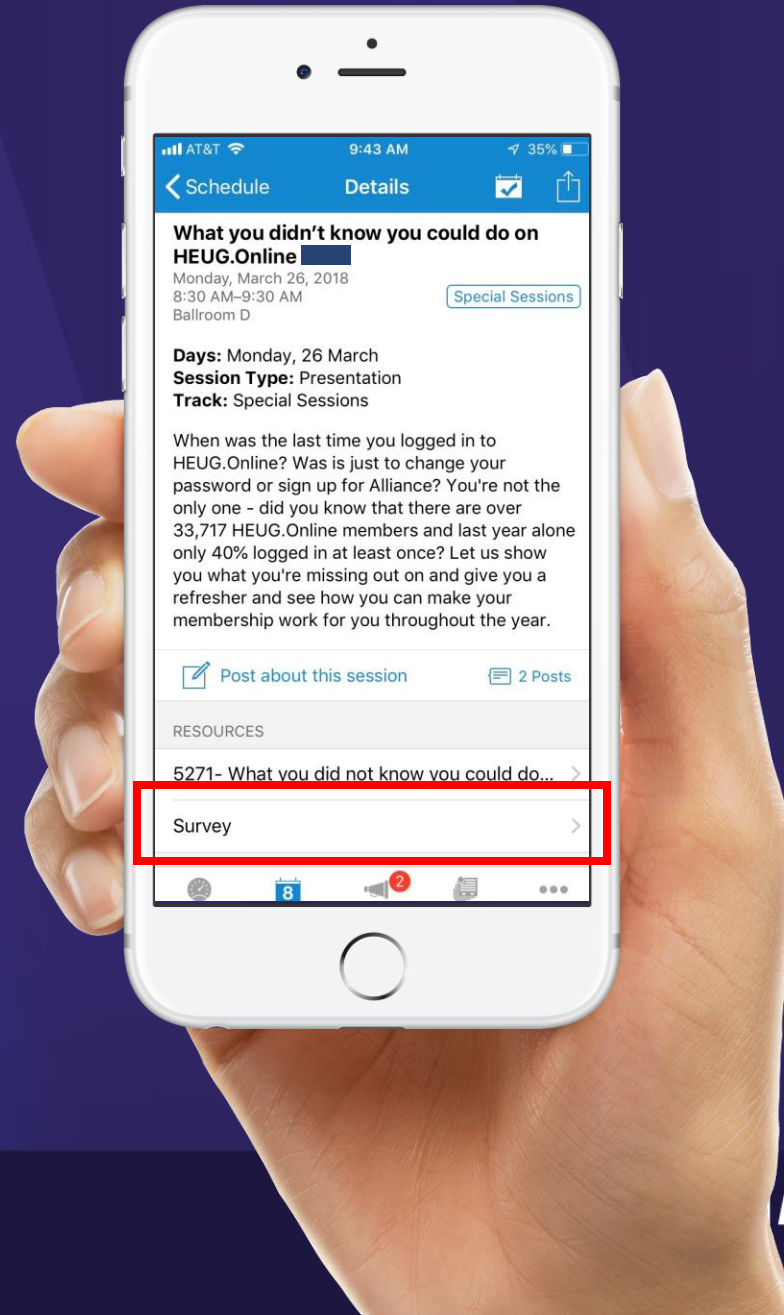 AT&T 9:43 AM 35%
Schedule Details
What you didn’t know you could do on
HEUG.Online
Monday, March 26, 2018
8:30 AM–9:30 AM
Special Sessions
Ballroom D
Days: Monday, 26 March
Session Type: Presentation
Track: Special Sessions
When was the last time you logged in to
HEUG.Online? Was is just to change your
password or sign up for Alliance? You're not the
only one - did you know that there are over
33,717 HEUG.Online members and last year alone
only 40% logged in at least once? Let us show
you what you're missing out on and give you a
refresher and see how you can make your
membership work for you throughout the year.
Post about this session 2 Posts
RESOURCES
5271- What you did not know you could do...
Survey
8 2